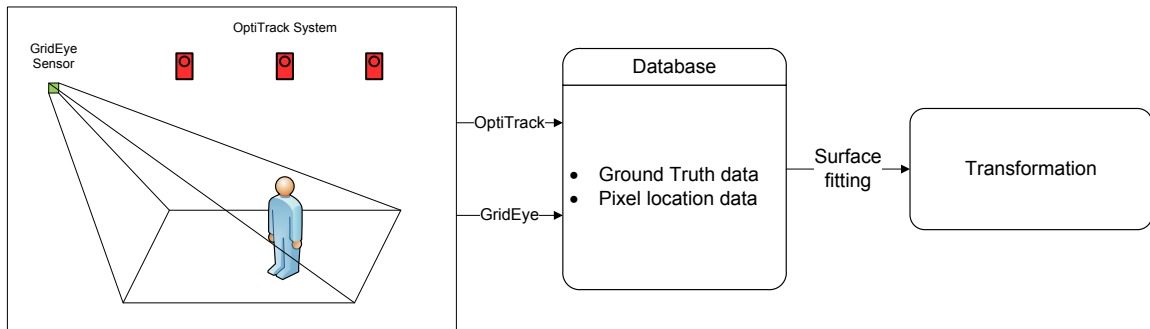 OptiTrack System
GridEye
Sensor
OptiTrack
GridEye
Database
• Ground Truth data
• Pixel location data
Surface
fitting
Transformation